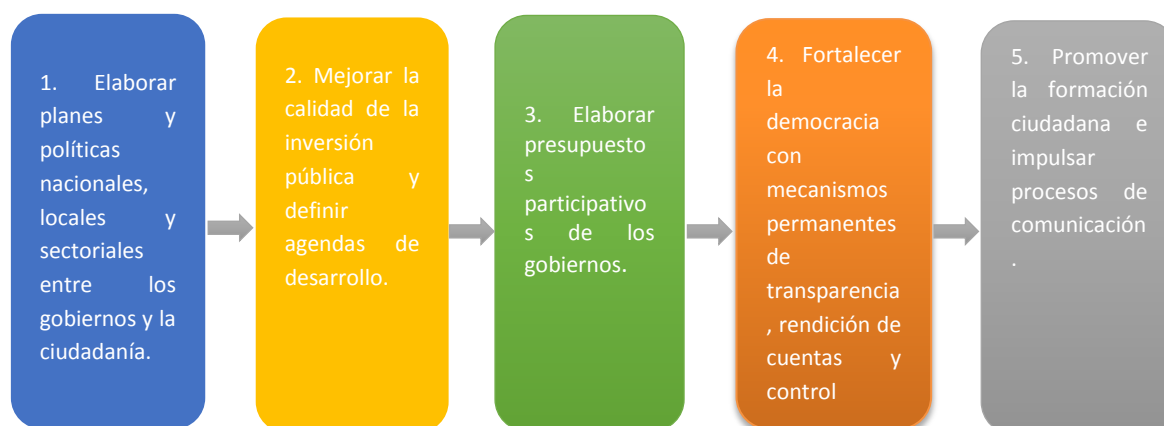 1. Elaborar
planes y
políticas
nacionales,
locales y
sectoriales
entre los
gobiernos y la
ciudadanía.
2. Mejorar la
calidad de la
inversión
pública y
definir
agendas de
desarrollo.
3. Elaborar
presupuesto
s
participativo
s de los
gobiernos.
4. Fortalecer
la
democracia
con
mecanismos
permanentes
de
transparencia
, rendición de
cuentas y
control
5. Promover
la formación
ciudadana e
impulsar
procesos de
comunicación
.